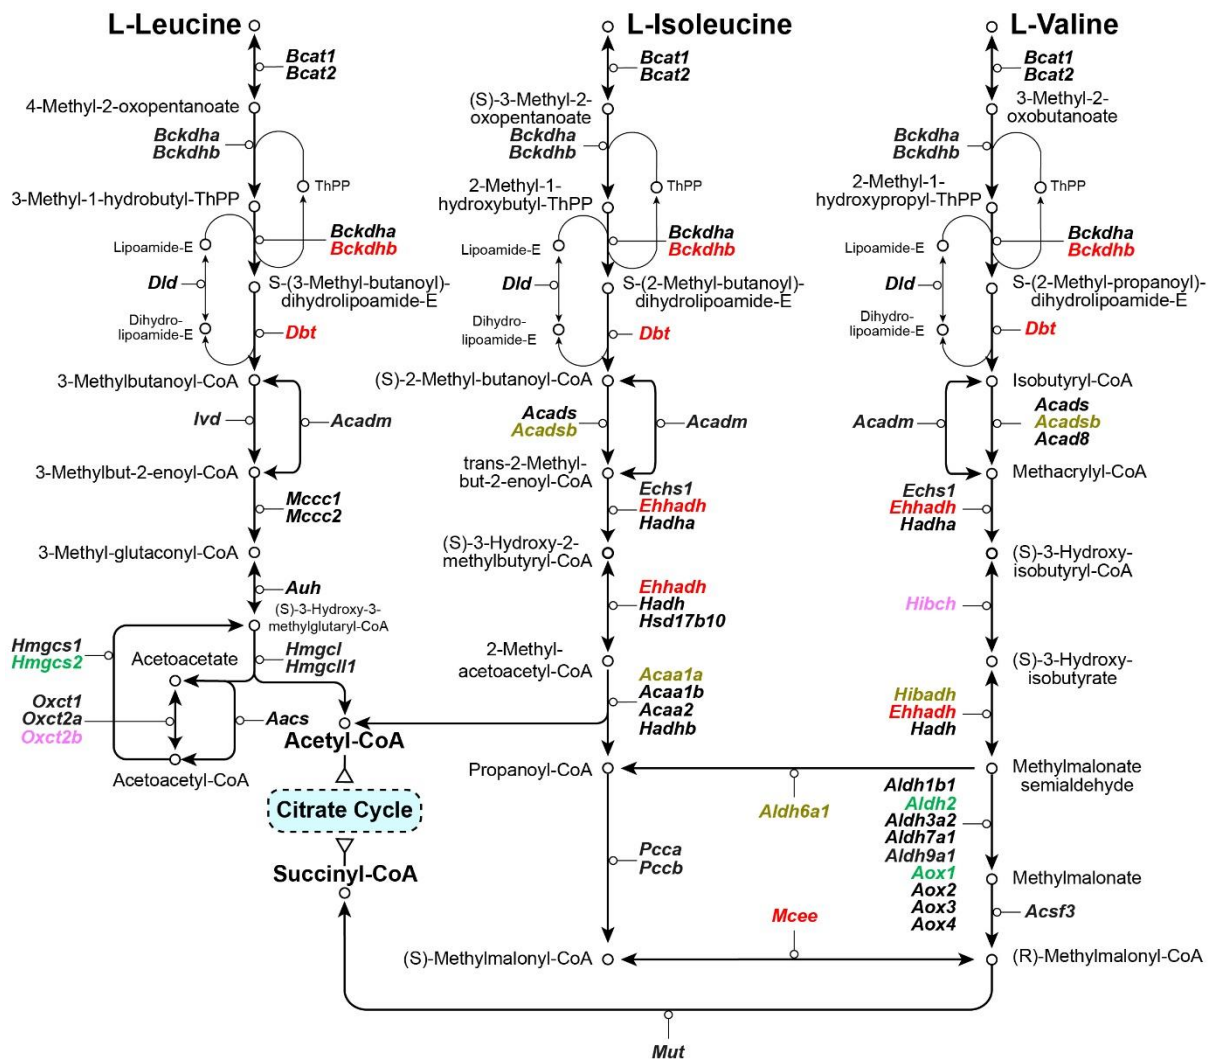 L-Leucine
L-Isoleucine
L-Valine
Bcat1
Bcat2
Bcat1
Bcat2
Bcat1
Bcat2
4-Methyl-2-oxopentanoate
(S)-3-Methyl-2-
oxopentanoate
3-Methyl-2-
oxobutanoate
Bckdha
Bckdhb
Bckdha
Bckdhb
Bckdha
Bckdhb
ThPP
ThPP
ThPP
3-Methyl-1-hydrobutyl-ThPP
2-Methyl-1-
hydroxybutyl-ThPP
2-Methyl-1-
hydroxypropyl-ThPP
Lipoamide-E
Bckdha
Bckdhb
Lipoamide-E
Bckdha
Bckdhb
Lipoamide-E
Bckdha
Bckdhb
Dld
S-(3-Methyl-butanoyl)-
dihydrolipoamide-E
Dld
S-(2-Methyl-butanoyl)-
dihydrolipoamide-E
Dld
S-(2-Methyl-propanoyl)-
dihydrolipoamide-E
Dihydro-
lipoamide-E
Dbt
Dihydro-
lipoamide-E
Dbt
Dihydro-
lipoamide-E
Dbt
3-Methylbutanoyl-CoA
(S)-2-Methyl-butanoyl-CoA
Isobutyryl-CoA
Ivd
Acadm
Acads
Acadsb
Acadm
Acadm
Acads
Acadsb
Acad8
3-Methylbut-2-enoyl-CoA
trans-2-Methyl-
but-2-enoyl-CoA
Methacrylyl-CoA
Mccc1
Mccc2
Echs1
Ehhadh
Hadha
Echs1
Ehhadh
Hadha
3-Methyl-glutaconyl-CoA
(S)-3-Hydroxy-2-
methylbutyryl-CoA
(S)-3-Hydroxy-
isobutyryl-CoA
Auh
Ehhadh
Hadh
Hsd17b10
Hibch
(S)-3-Hydroxy-3-
methylglutaryl-CoA
Hmgcs1
Hmgcs2
Acetoacetate
Hmgcl
Hmgcll1
2-Methyl-
acetoacetyl-CoA
(S)-3-Hydroxy-
isobutyrate
Oxct1
Oxct2a
Oxct2b
Aacs
Acaa1a
Acaa1b
Acaa2
Hadhb
Hibadh
Ehhadh
Hadh
Acetyl-CoA
Acetoacetyl-CoA
Propanoyl-CoA
Methylmalonate
semialdehyde
Citrate Cycle
Aldh6a1
Aldh1b1
Aldh2
Aldh3a2
Aldh7a1
Aldh9a1
Aox1
Aox2
Aox3
Aox4
Pcca
Pccb
Succinyl-CoA
Methylmalonate
Acsf3
Mcee
(S)-Methylmalonyl-CoA
(R)-Methylmalonyl-CoA
Mut